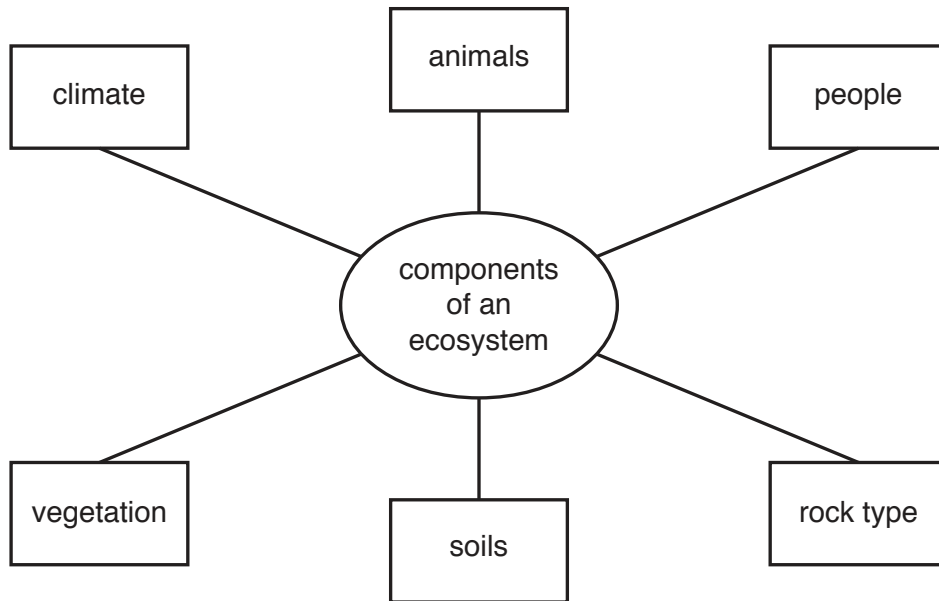 climate
animals
people
components
of an
ecosystem
vegetation
soils
rock type